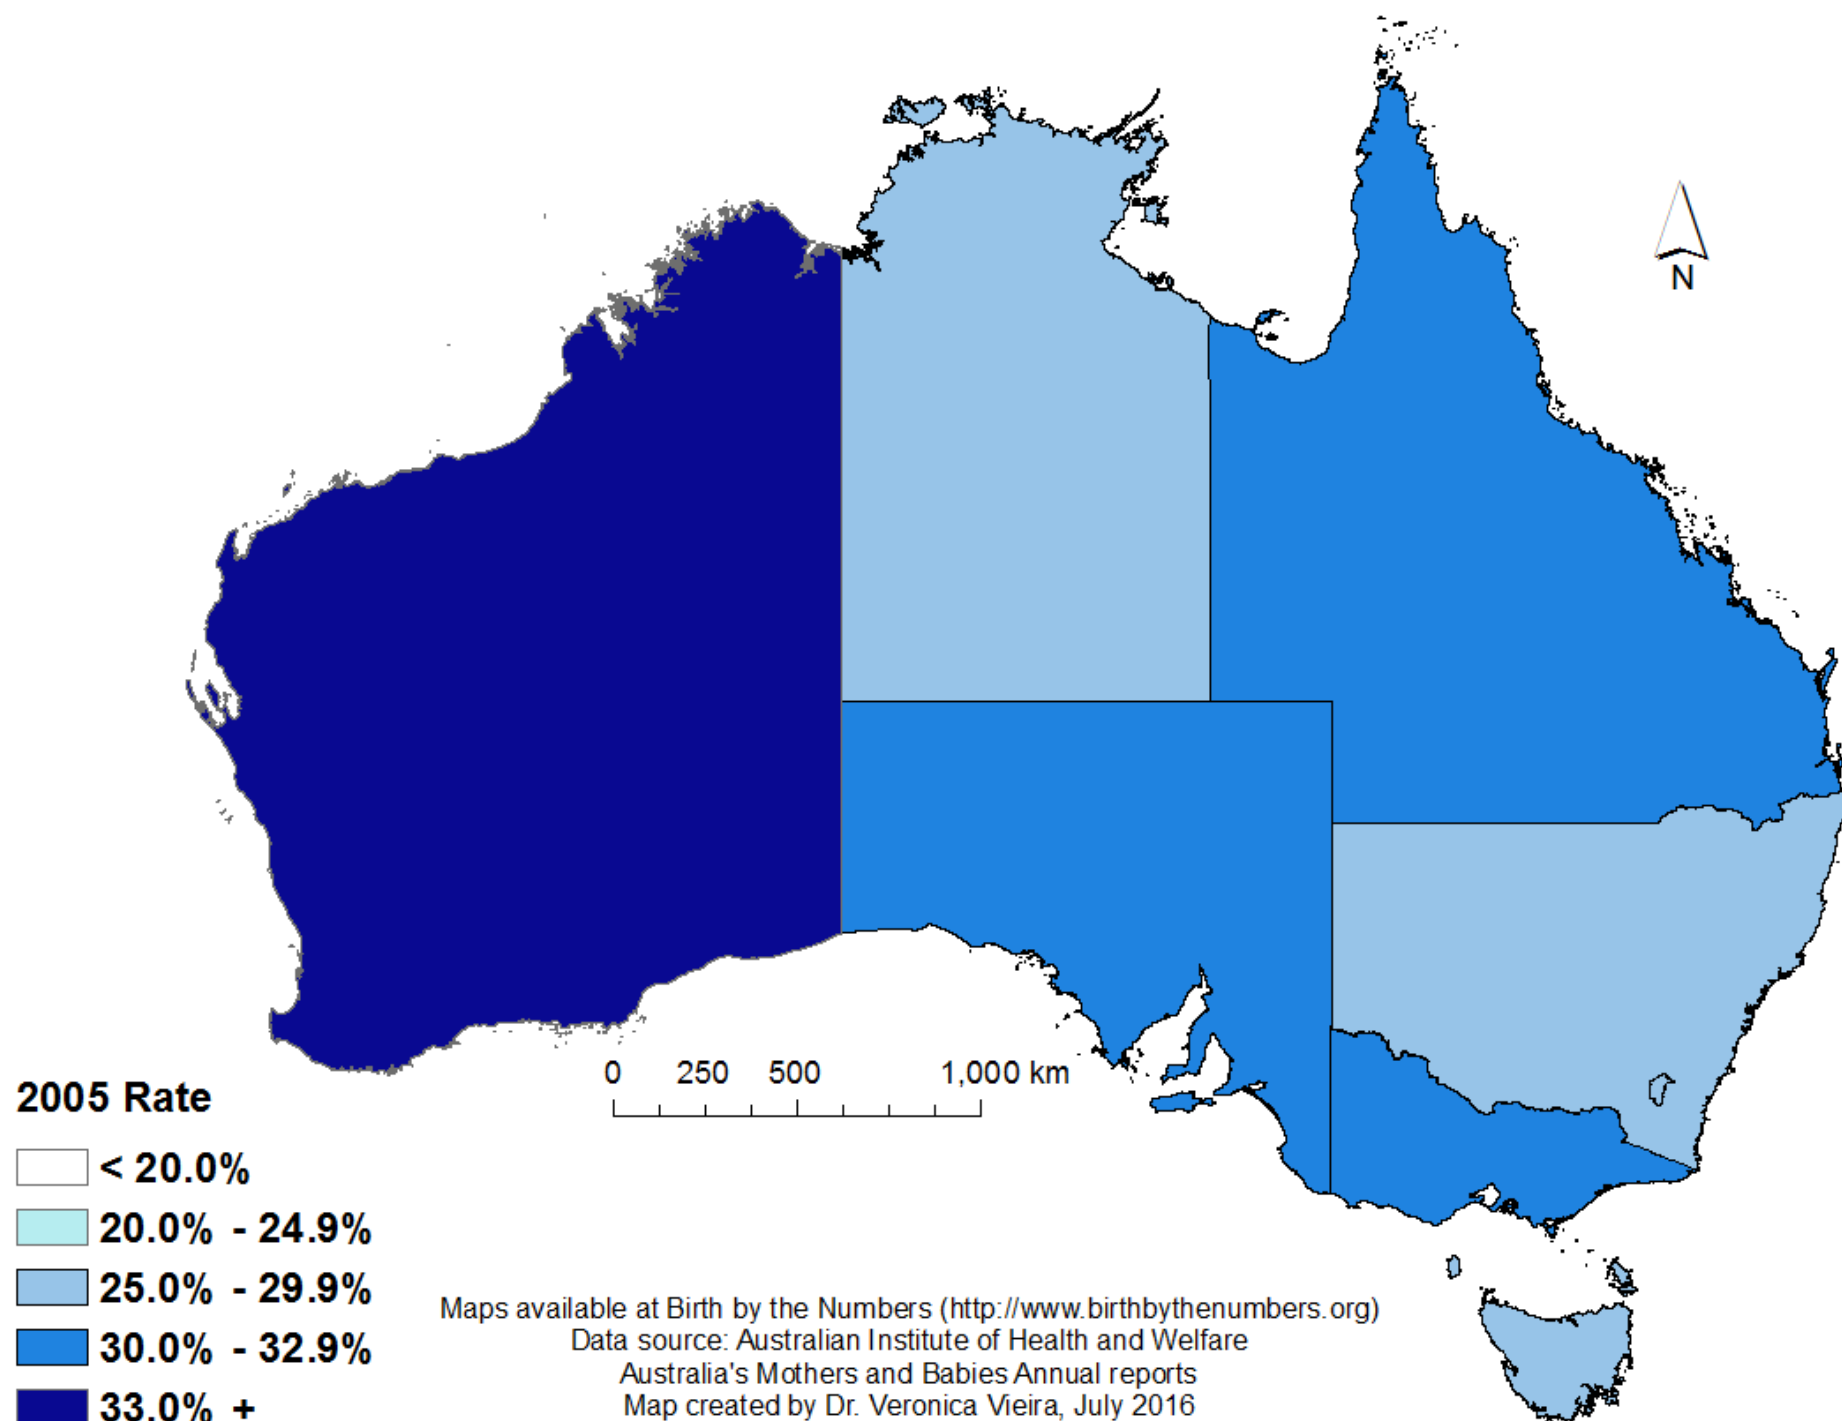 N
0 250 500 1,000 km
2005 Rate
< 20.0%
20.0% - 24.9%
25.0% - 29.9%
30.0% - 32.9%
33.0% +
Maps available at Birth by the Numbers (http://www.birthbythenumbers.org)
Data source: Australian Institute of Health and Welfare
Australia's Mothers and Babies Annual reports
Map created by Dr. Veronica Vieira, July 2016